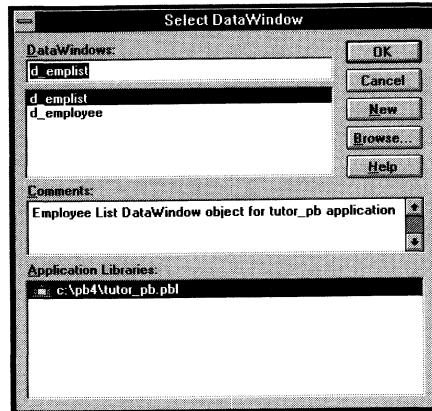 Select DataWindow
DataWindows:
d_emplist
d_emplist
d_employee
OK
Cancel
New
Browse...
Help
Comments:
Employee List DataWindow object for tutor_pb application
Application Libraries:
c:\pb4\tutor_pb.pbl